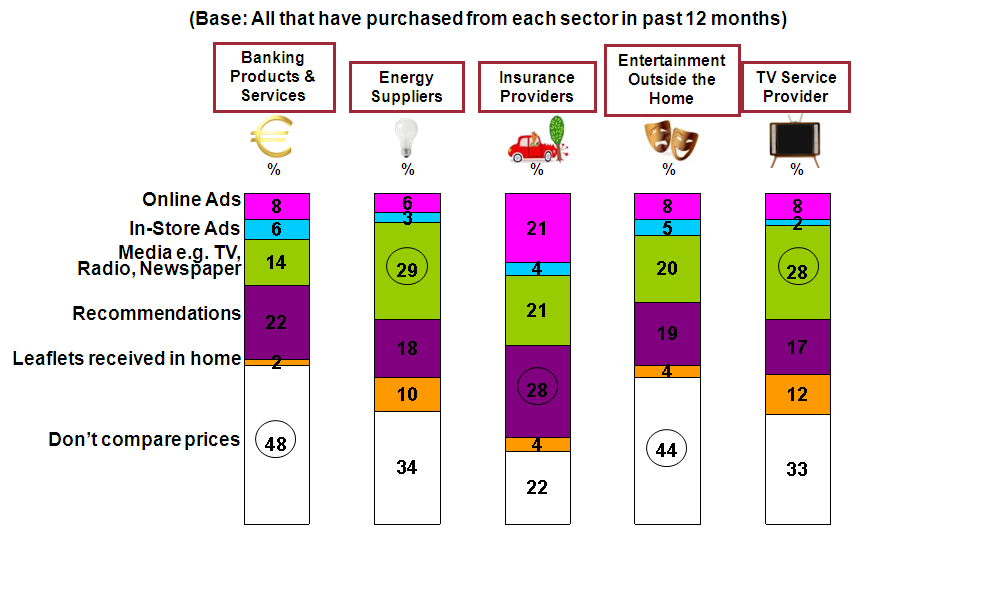 (Base: All that have purchased from each sector in past 12 months)
Banking
Products &
Services
Energy
Suppliers
Insurance
Providers
Entertainment
Outside the
Home
TV Service
Provider
% % % % %
Online Ads 8 6 21 8 8
In-Store Ads 6 3 4 5 2
Media e.g. TV,
Radio, Newspaper 14 29 21 20 28
Recommendations 22 18 28 19 17
Leaflets received in home 2 10 4 4 12
Don’t compare prices 48 34 22 44 33